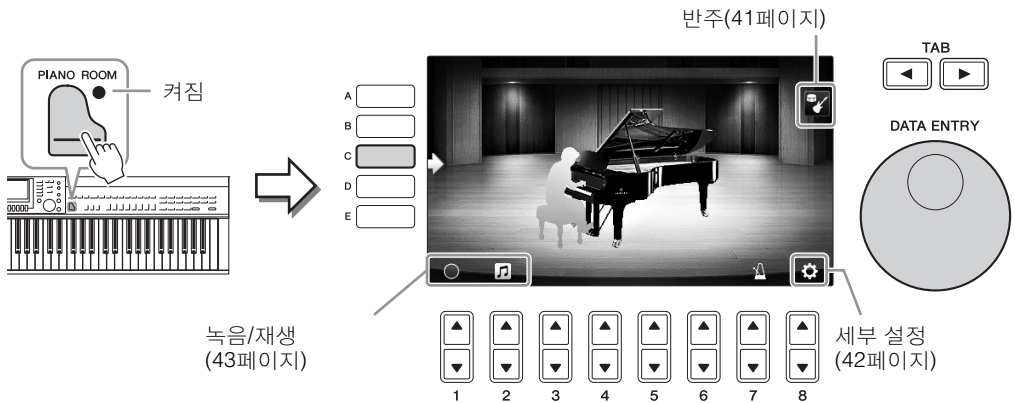 반주(41페이지)
PIANO ROOM
켜짐
TAB
A
B
C
D
E
DATA ENTRY
녹음/재생
(43페이지)
세부 설정
(42페이지)
1 2 3 4 5 6 7 8